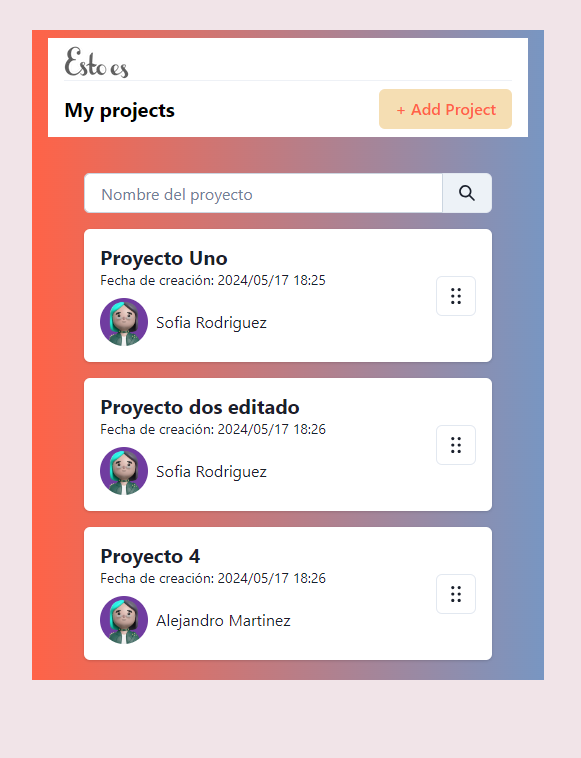 Esto es
My projects
+ Add Project
Nombre del proyecto
Proyecto Uno
Fecha de creación: 2024/05/17 18:25
Sofia Rodriguez
Proyecto dos editado
Fecha de creación: 2024/05/17 18:26
Sofia Rodriguez
Proyecto 4
Fecha de creación: 2024/05/17 18:26
Alejandro Martinez